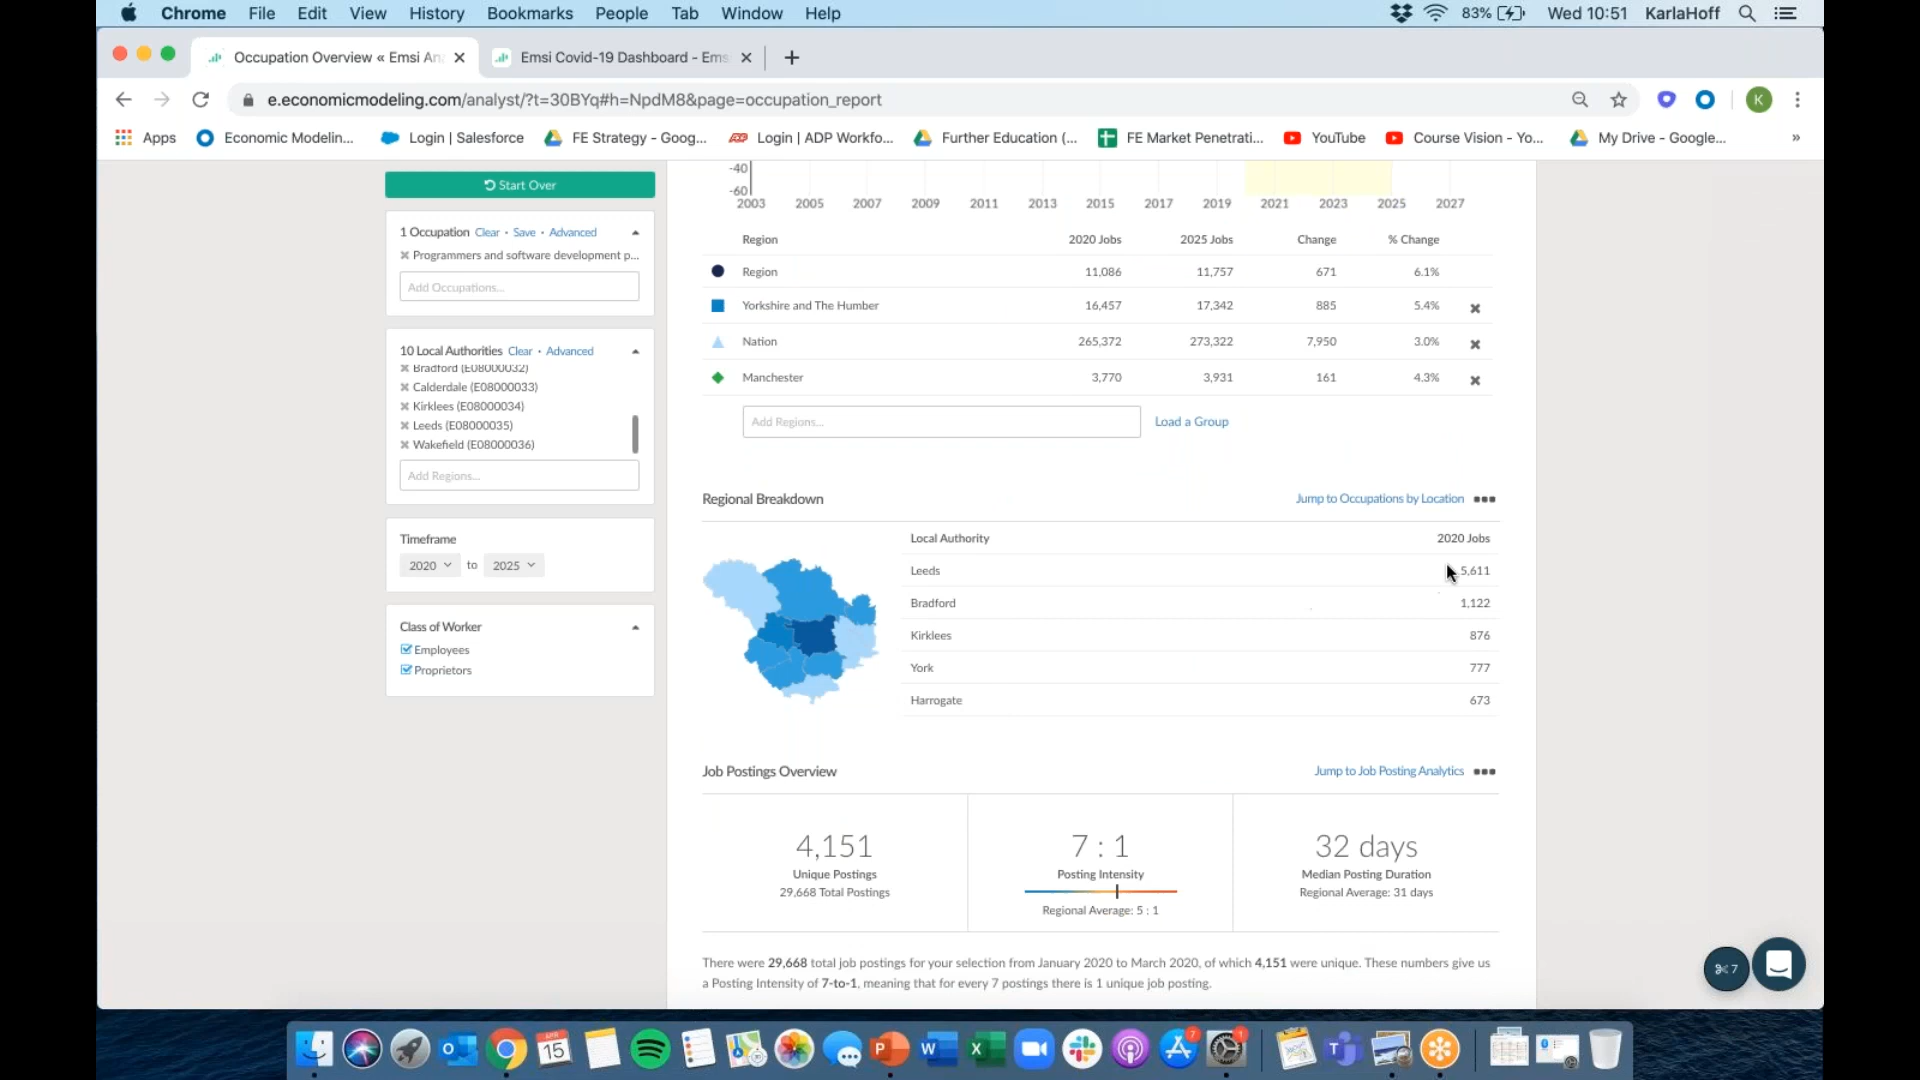 Chrome File Edit View History Bookmarks People Tab Window Help 83% Wed 10:51 KarlaHoff
Occupation Overview « Emsi An Emsi Covid-19 Dashboard - Ems
e.economicmodeling.com/analyst/?t=30BYq#h=NpdM8&page=occupation_report K
Apps Economic Modelin... Login | Salesforce FE Strategy - Goog... Login | ADP Workfo... Further Education (... FE Market Penetrati... YouTube Course Vision - Yo... My Drive - Google... »
Start Over
1 Occupation Clear · Save · Advanced
Programmers and software development p...
Add Occupations...
10 Local Authorities Clear · Advanced
Bradford (E08000032)
Calderdale (E08000033)
Kirklees (E08000034)
Leeds (E08000035)
Wakefield (E08000036)
Add Regions...
Timeframe
2020 to 2025
Class of Worker
Employees
Proprietors
-40
-60
2003 2005 2007 2009 2011 2013 2015 2017 2019 2021 2023 2025 2027
Region 2020 Jobs 2025 Jobs Change % Change
Region 11,086 11,757 671 6.1%
Yorkshire and The Humber 16,457 17,342 885 5.4%
Nation 265,372 273,322 7,950 3.0%
Manchester 3,770 3,931 161 4.3%
Add Regions... Load a Group
Regional Breakdown Jump to Occupations by Location
Local Authority 2020 Jobs
Leeds 5,611
Bradford 1,122
Kirklees 876
York 777
Harrogate 673
Job Postings Overview Jump to Job Posting Analytics
4,151 7 : 1 32 days
Unique Postings Posting Intensity Median Posting Duration
29,668 Total Postings Regional Average: 31 days
Regional Average: 5 : 1
There were 29,668 total job postings for your selection from January 2020 to March 2020, of which 4,151 were unique. These numbers give us
a Posting Intensity of 7-to-1, meaning that for every 7 postings there is 1 unique job posting.
7
APR
15 P W X 7 T 1